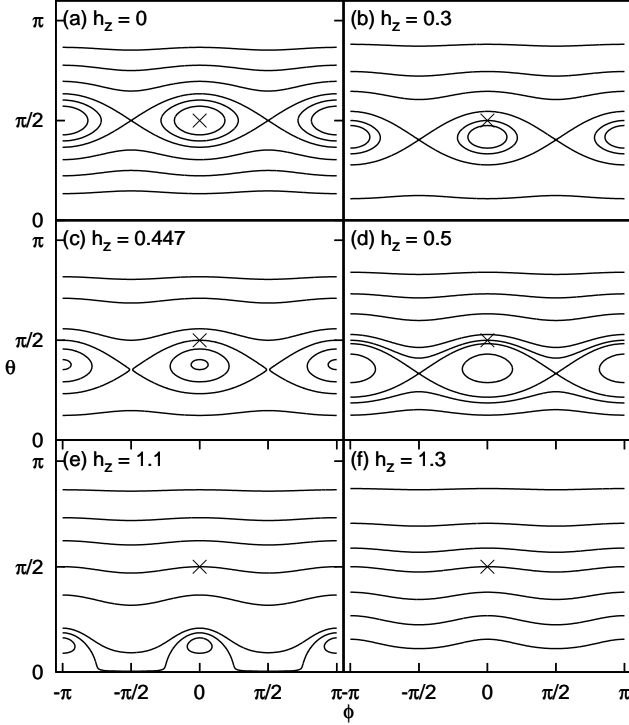 (a) h_z = 0
(b) h_z = 0.3
π
π/2
0
(c) h_z = 0.447
(d) h_z = 0.5
π
π/2
θ
0
(e) h_z = 1.1
(f) h_z = 1.3
π
π/2
0
-π -π/2 0 π/2 π-π -π/2 0 π/2 π
ϕ